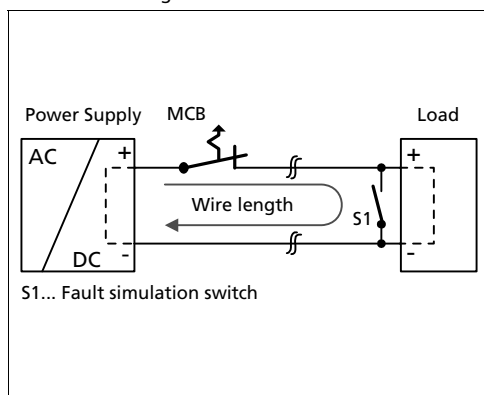 Power Supply MCB Load
AC + +
Wire length
S1
DC - -
S1... Fault simulation switch